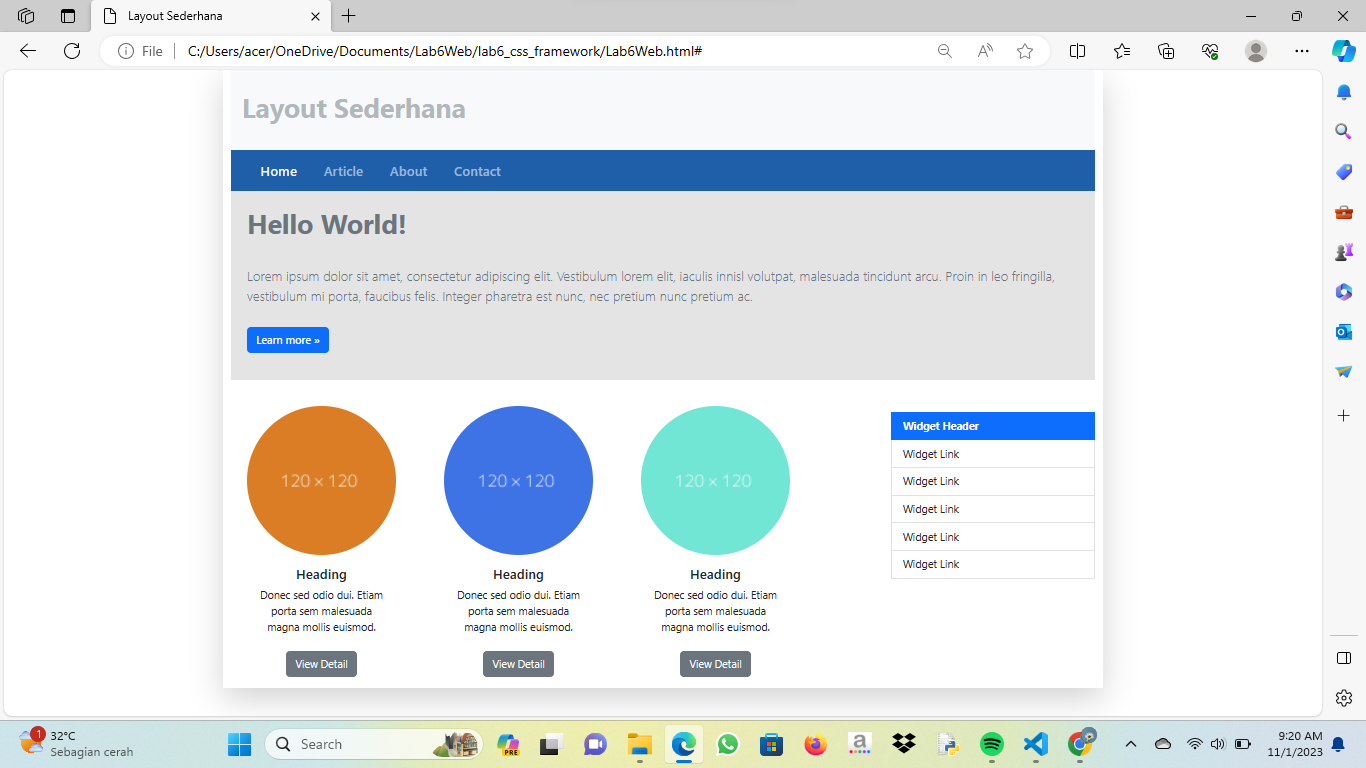 Layout Sederhana
File
C:/Users/acer/OneDrive/Documents/Lab6Web/lab6_css_framework/Lab6Web.html#
Layout Sederhana
Home Article About Contact
Hello World!
Lorem ipsum dolor sit amet, consectetur adipiscing elit. Vestibulum lorem elit, iaculis innisl volutpat, malesuada tincidunt arcu. Proin in leo fringilla,
vestibulum mi porta, faucibus felis. Integer pharetra est nunc, nec pretium nunc pretium ac.
Learn more »
120 × 120
120 × 120
120 × 120
Heading
Donec sed odio dui. Etiam
porta sem malesuada
magna mollis euismod.
View Detail
Heading
Donec sed odio dui. Etiam
porta sem malesuada
magna mollis euismod.
View Detail
Heading
Donec sed odio dui. Etiam
porta sem malesuada
magna mollis euismod.
View Detail
Widget Header
Widget Link
Widget Link
Widget Link
Widget Link
Widget Link
1
32°C
Sebagian cerah
Search
PRE
a
9:20 AM
11/1/2023